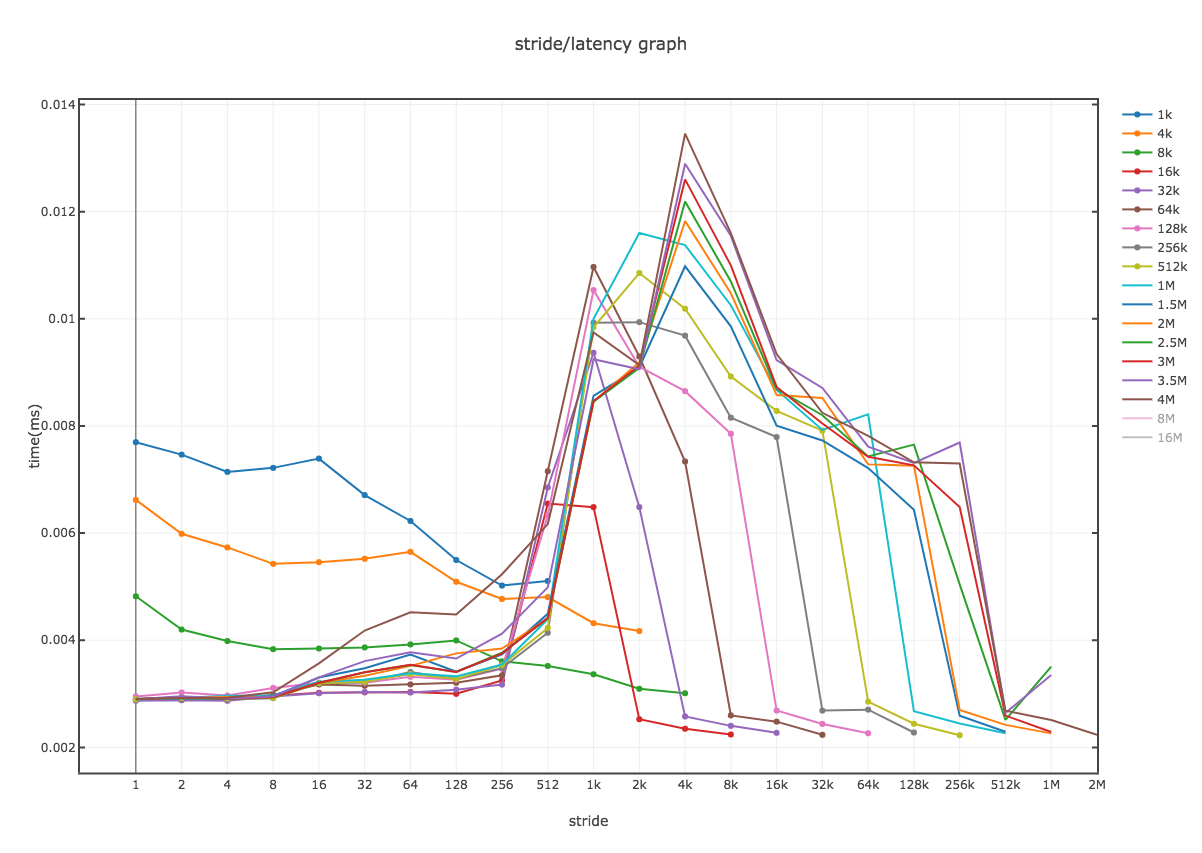 stride/latency graph
time(ms)
0.014
0.012
0.01
0.008
0.006
0.004
0.002
1 2 4 8 16 32 64 128 256 512 1k 2k 4k 8k 16k 32k 64k 128k 256k 512k 1M 2M
stride
1k
4k
8k
16k
32k
64k
128k
256k
512k
1M
1.5M
2M
2.5M
3M
3.5M
4M
8M
16M